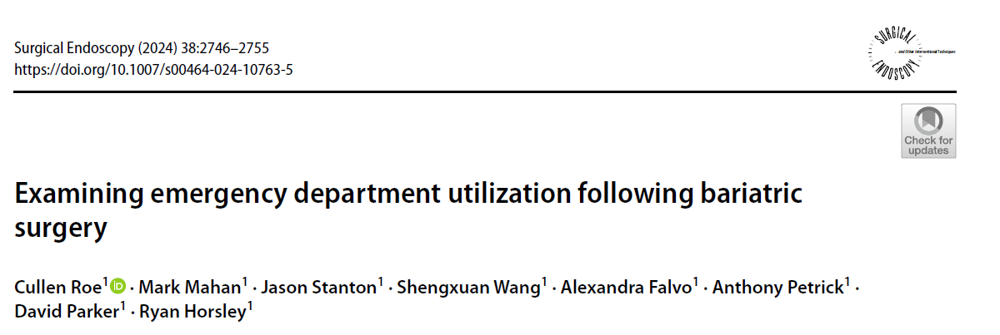 Surgical Endoscopy (2024) 38:2746–2755
https://doi.org/10.1007/s00464-024-10763-5
SURGICAL
and Other Interventional Techniques
ENDOSCOPY
Check for
updates
Examining emergency department utilization following bariatric
surgery
Cullen Roe¹ iD · Mark Mahan¹ · Jason Stanton¹ · Shengxuan Wang¹ · Alexandra Falvo¹ · Anthony Petrick¹ ·
David Parker¹ · Ryan Horsley¹